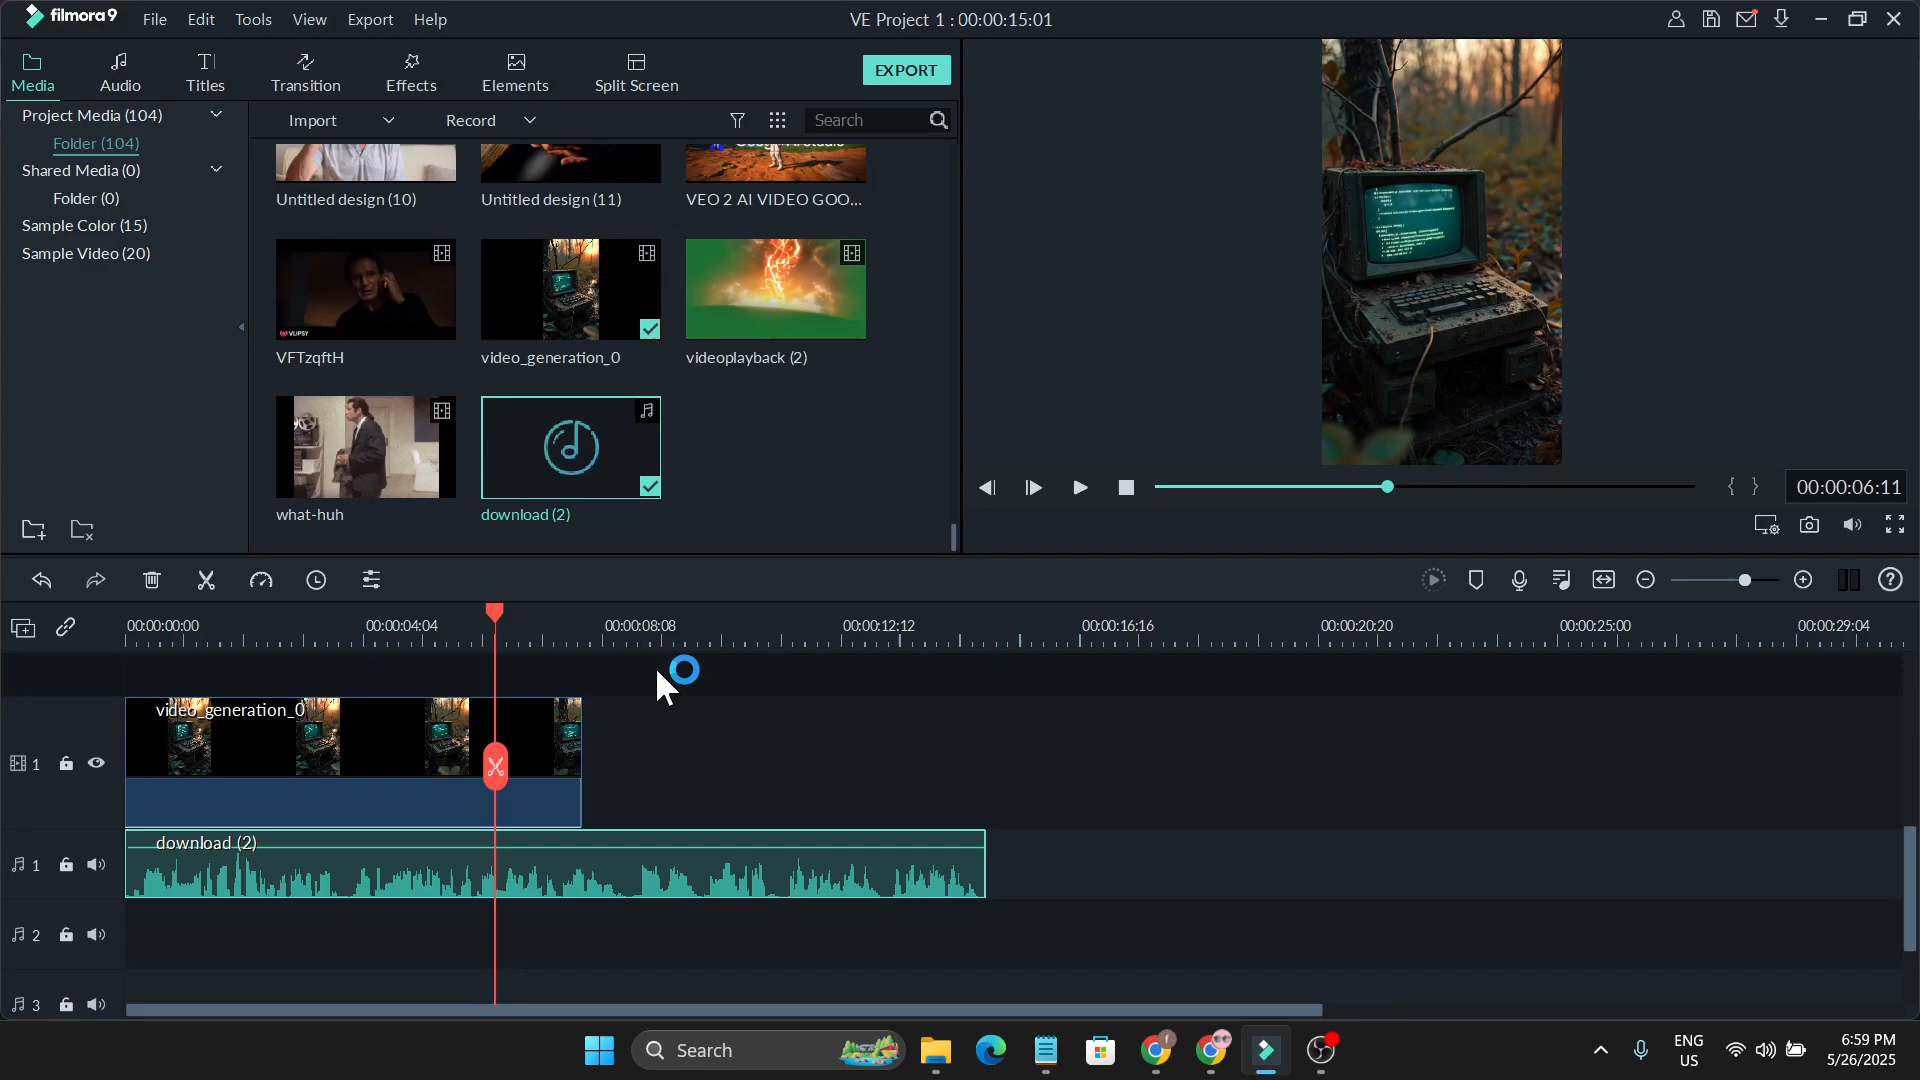 filmora9
File Edit Tools View Export Help
VE Project 1 : 00:00:15:01
Media Audio Titles Transition Effects Elements Split Screen
EXPORT
Project Media (104)
Folder (104)
Shared Media (0)
Folder (0)
Sample Color (15)
Sample Video (20)
Import Record Search
Untitled design (10) Untitled design (11) VEO 2 AI VIDEO GOO...
VUPSY
VFTzqftH video_generation_0 videoplayback (2)
what-huh download (2)
00:00:06:11
00:00:00:00 00:00:04:04 00:00:08:08 00:00:12:12 00:00:16:16 00:00:20:20 00:00:25:00 00:00:29:04
video_generation_0
1
download (2)
1
2
3
Search
ENG
US
6:59 PM
5/26/2025